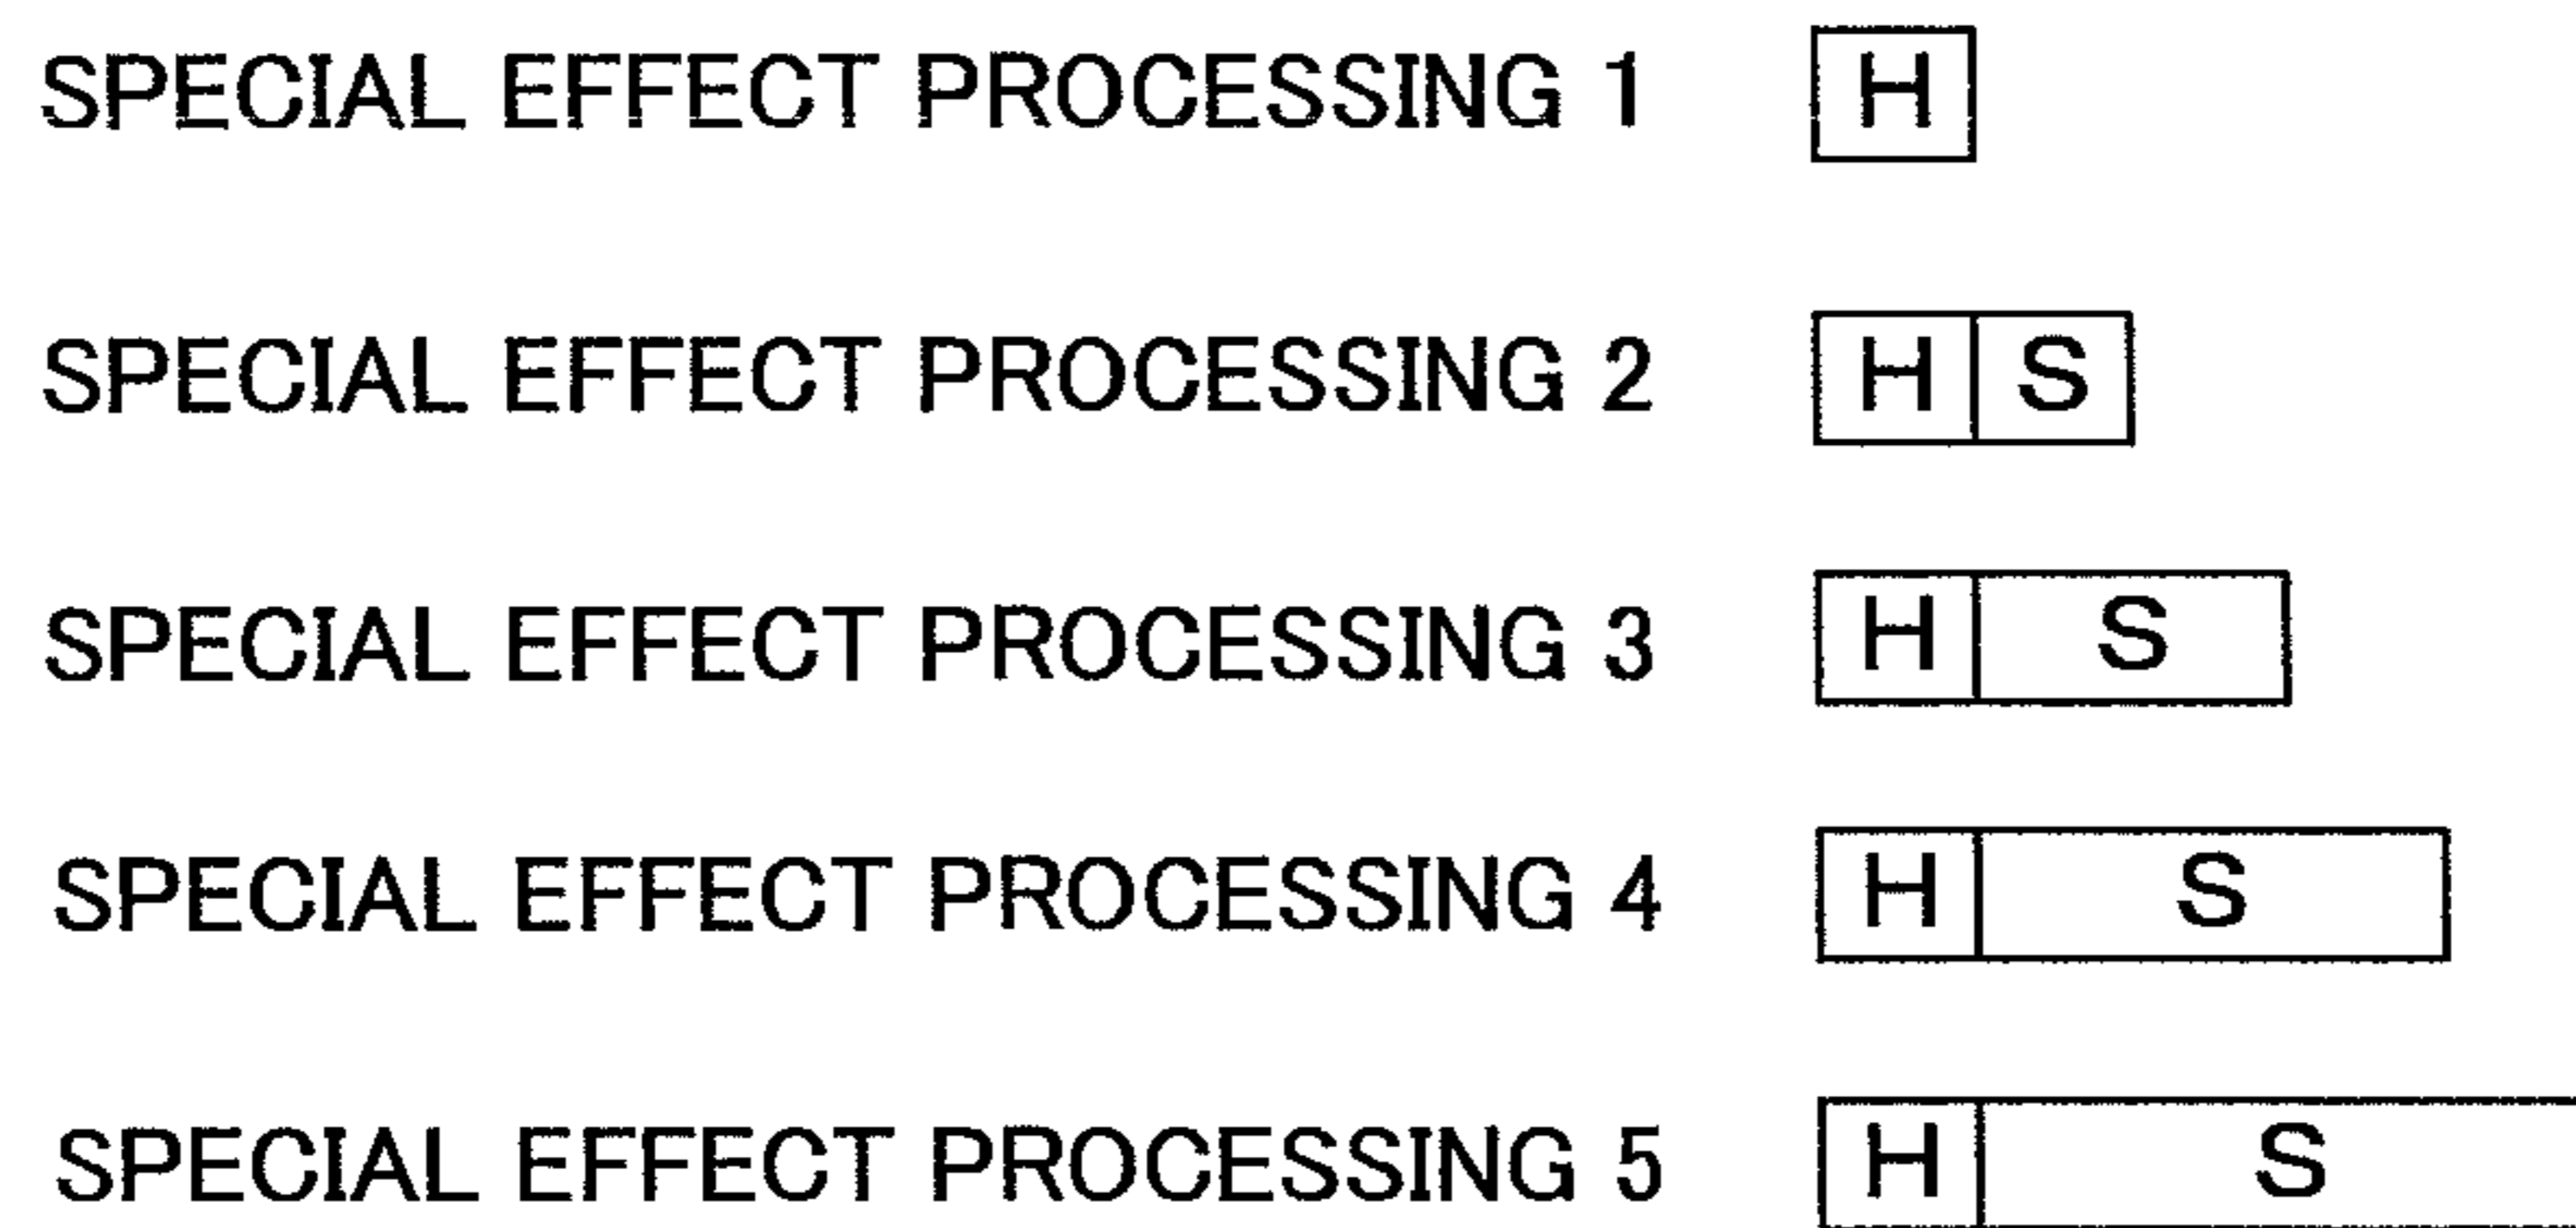 SPECIAL EFFECT PROCESSING 1 H
SPECIAL EFFECT PROCESSING 2 H S
SPECIAL EFFECT PROCESSING 3 H S
SPECIAL EFFECT PROCESSING 4 H S
SPECIAL EFFECT PROCESSING 5 H S